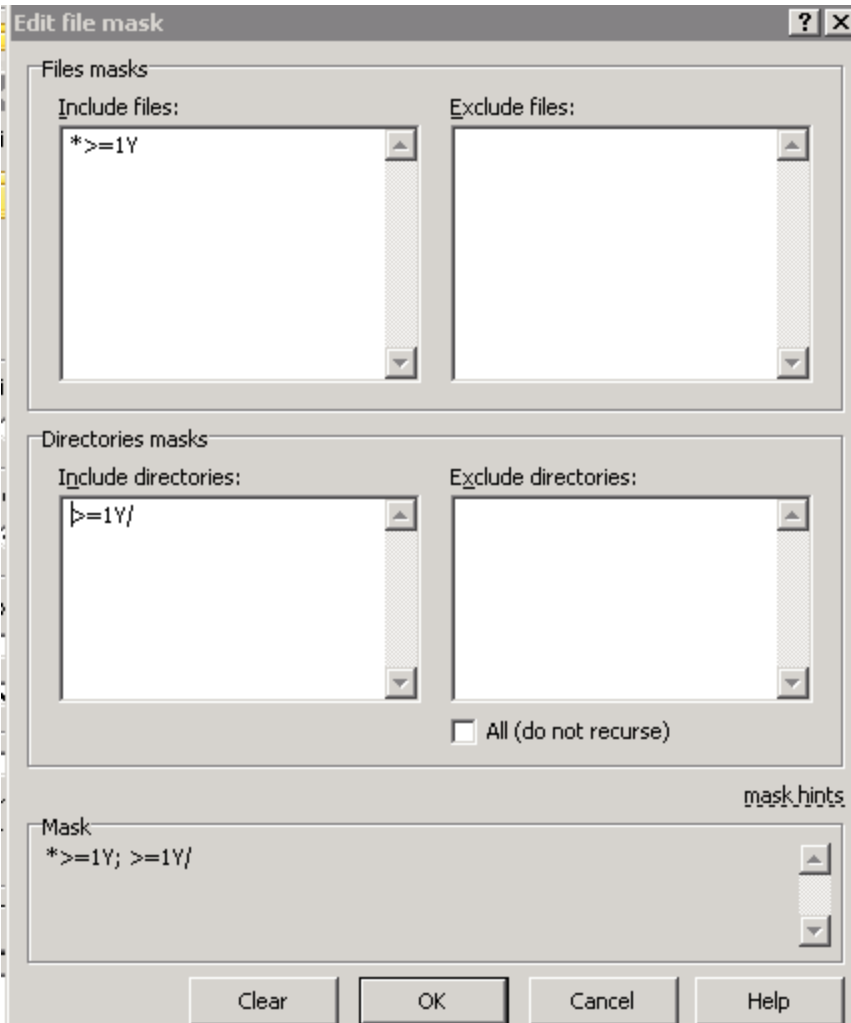 Edit file mask
Files masks
Include files:
Exclude files:
*>=1Y
Directories masks
Include directories:
Exclude directories:
>=1Y/
All (do not recurse)
mask hints
Mask
*>=1Y; >=1Y/
Clear
OK
Cancel
Help